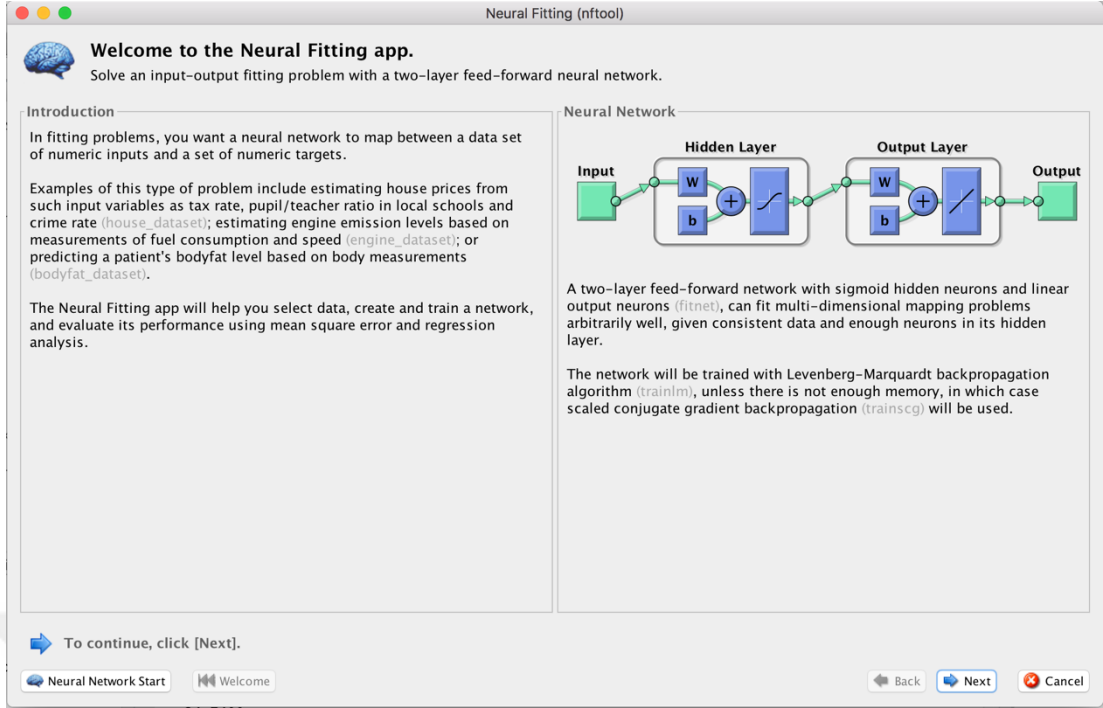 Neural Fitting (nftool)
Welcome to the Neural Fitting app.
Solve an input-output fitting problem with a two-layer feed-forward neural network.
Introduction
In fitting problems, you want a neural network to map between a data set
of numeric inputs and a set of numeric targets.
Examples of this type of problem include estimating house prices from
such input variables as tax rate, pupil/teacher ratio in local schools and
crime rate (house_dataset); estimating engine emission levels based on
measurements of fuel consumption and speed (engine_dataset); or
predicting a patient's bodyfat level based on body measurements
(bodyfat_dataset).
The Neural Fitting app will help you select data, create and train a network,
and evaluate its performance using mean square error and regression
analysis.
Neural Network
Hidden Layer
Output Layer
Input
Output
W
b
+
W
b
+
A two-layer feed-forward network with sigmoid hidden neurons and linear
output neurons (fitnet), can fit multi-dimensional mapping problems
arbitrarily well, given consistent data and enough neurons in its hidden
layer.
The network will be trained with Levenberg-Marquardt backpropagation
algorithm (trainlm), unless there is not enough memory, in which case
scaled conjugate gradient backpropagation (trainscg) will be used.
To continue, click [Next].
Neural Network Start
Welcome
Back
Next
Cancel